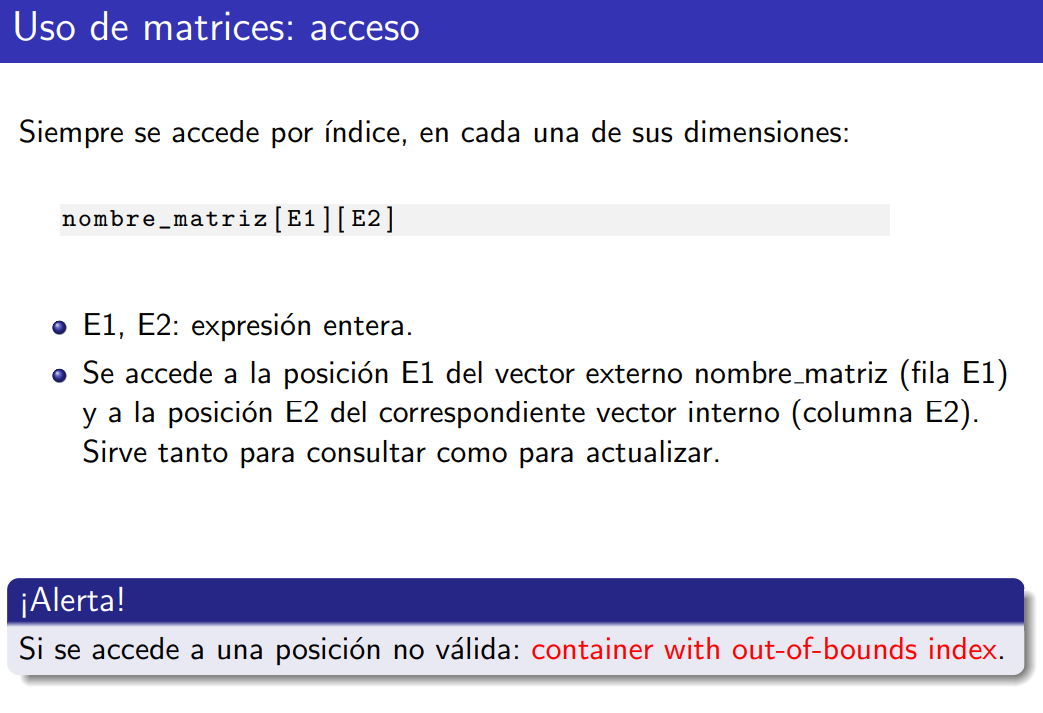 Uso de matrices: acceso
Siempre se accede por índice, en cada una de sus dimensiones:
nombre_matriz[E1][E2]
E1, E2: expresión entera.
Se accede a la posición E1 del vector externo nombre_matriz (fila E1)
y a la posición E2 del correspondiente vector interno (columna E2).
Sirve tanto para consultar como para actualizar.
¡Alerta!
Si se accede a una posición no válida: container with out-of-bounds index.